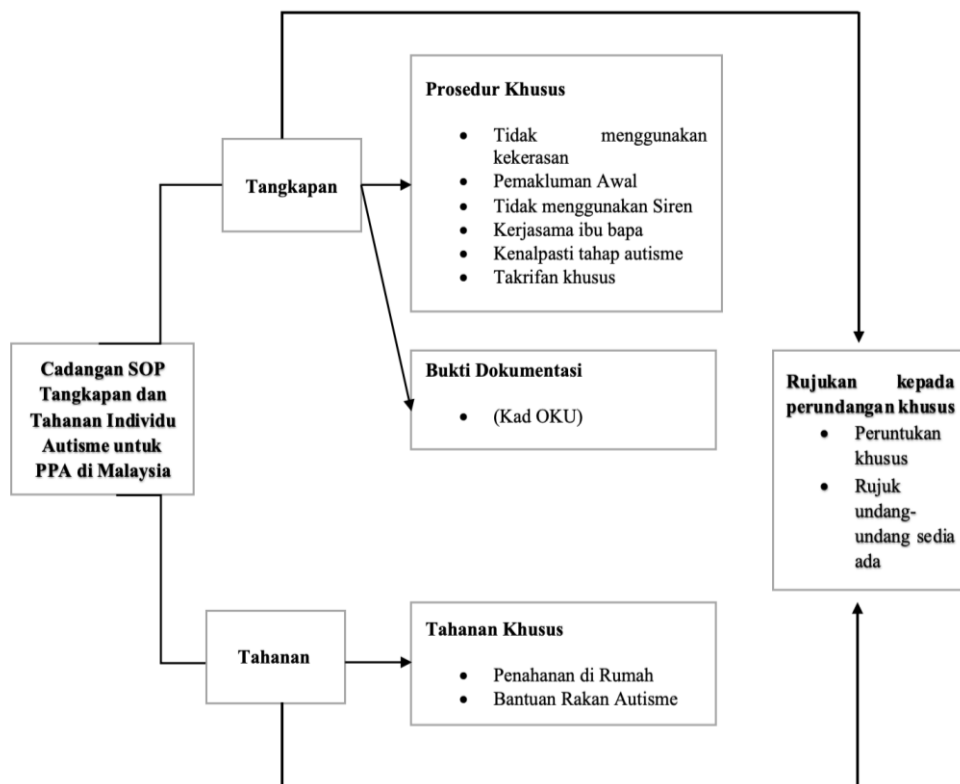 Prosedur Khusus
• Tidak menggunakan
kekerasan
• Pemakluman Awal
• Tidak menggunakan Siren
• Kerjasama ibu bapa
• Kenalpasti tahap autisme
• Takrifan khusus
Tangkapan
Bukti Dokumentasi
• (Kad OKU)
Cadangan SOP
Tangkapan dan
Tahanan Individu
Autisme untuk
PPA di Malaysia
Rujukan kepada
perundangan khusus
• Peruntukan
khusus
• Rujuk
undang-
undang sedia
ada
Tahanan
Tahanan Khusus
• Penahanan di Rumah
• Bantuan Rakan Autisme